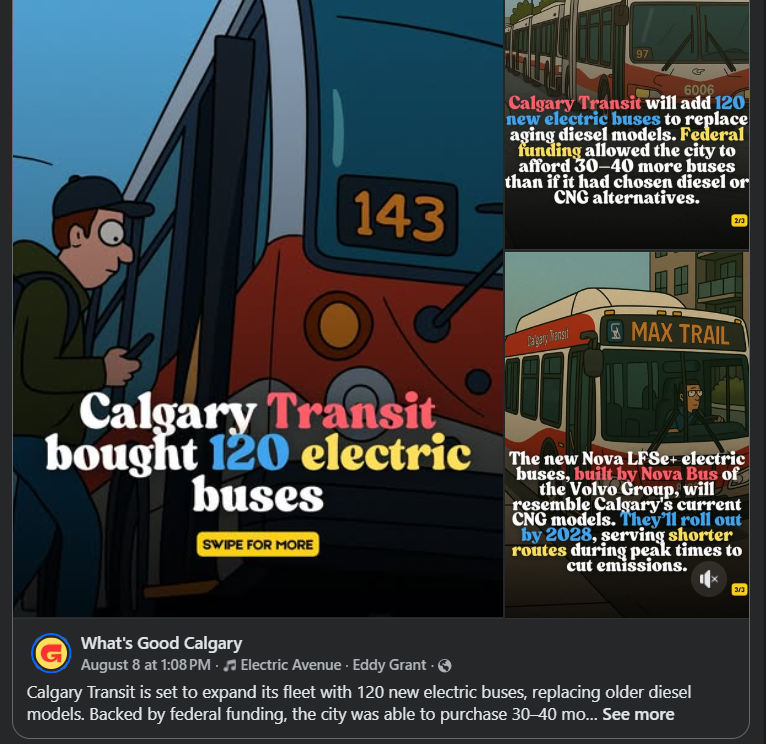 143
Calgary Transit
bought 120 electric
buses
SWIPE FOR MORE
97
6006
Calgary Transit will add 120
new electric buses to replace
aging diesel models. Federal
funding allowed the city to
afford 30–40 more buses
than if it had chosen diesel or
CNG alternatives.
2/3
Calgary Transit
MAX TRAIL
The new Nova LFSe+ electric
buses, built by Nova Bus of
the Volvo Group, will
resemble Calgary's current
CNG models. They'll roll out
by 2028, serving shorter
routes during peak times to
cut emissions.
3/3
G
What's Good Calgary
August 8 at 1:08 PM · Electric Avenue · Eddy Grant ·
Calgary Transit is set to expand its fleet with 120 new electric buses, replacing older diesel
models. Backed by federal funding, the city was able to purchase 30–40 mo... See more